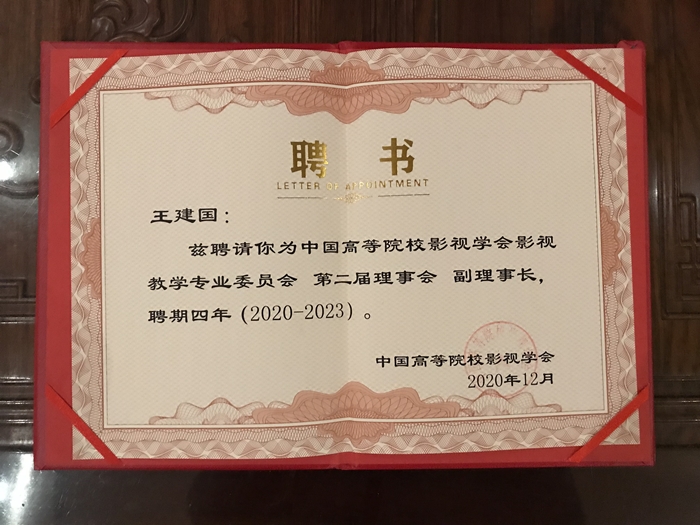 聘 书
LETTER OF APPOINTMENT
王建国：
兹聘请你为中国高等院校影视学会影视
教学专业委员会 第二届理事会 副理事长，
聘期四年（2020-2023）。
中国高等院校影视学会
2020年12月